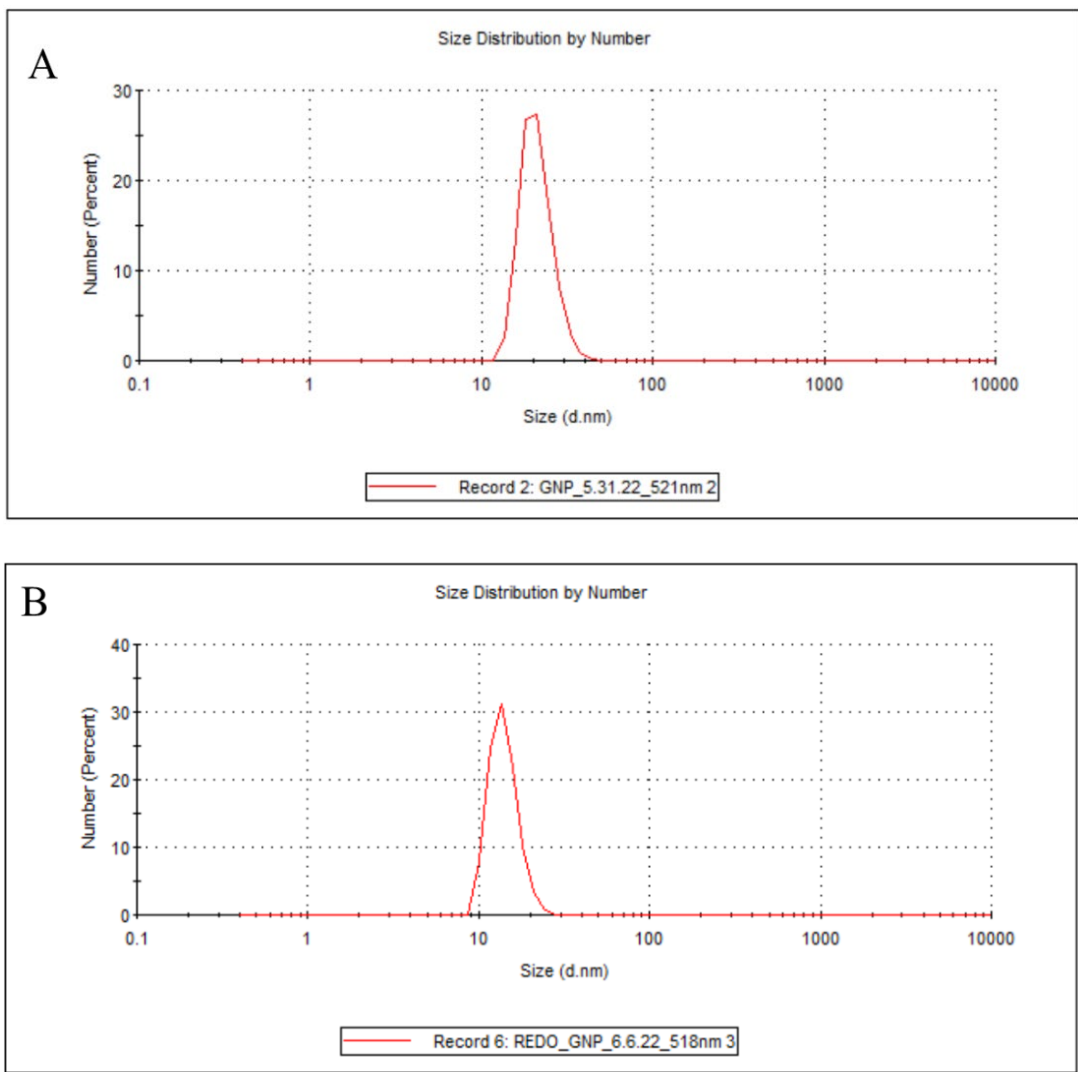 A
Size Distribution by Number
Number (Percent)
30
20
10
0
0.1 1 10 100 1000 10000
Size (d.nm)
Record 2: GNP_5.31.22_521nm 2
B
Size Distribution by Number
Number (Percent)
40
30
20
10
0
0.1 1 10 100 1000 10000
Size (d.nm)
Record 6: REDO_GNP_6.6.22_518nm 3